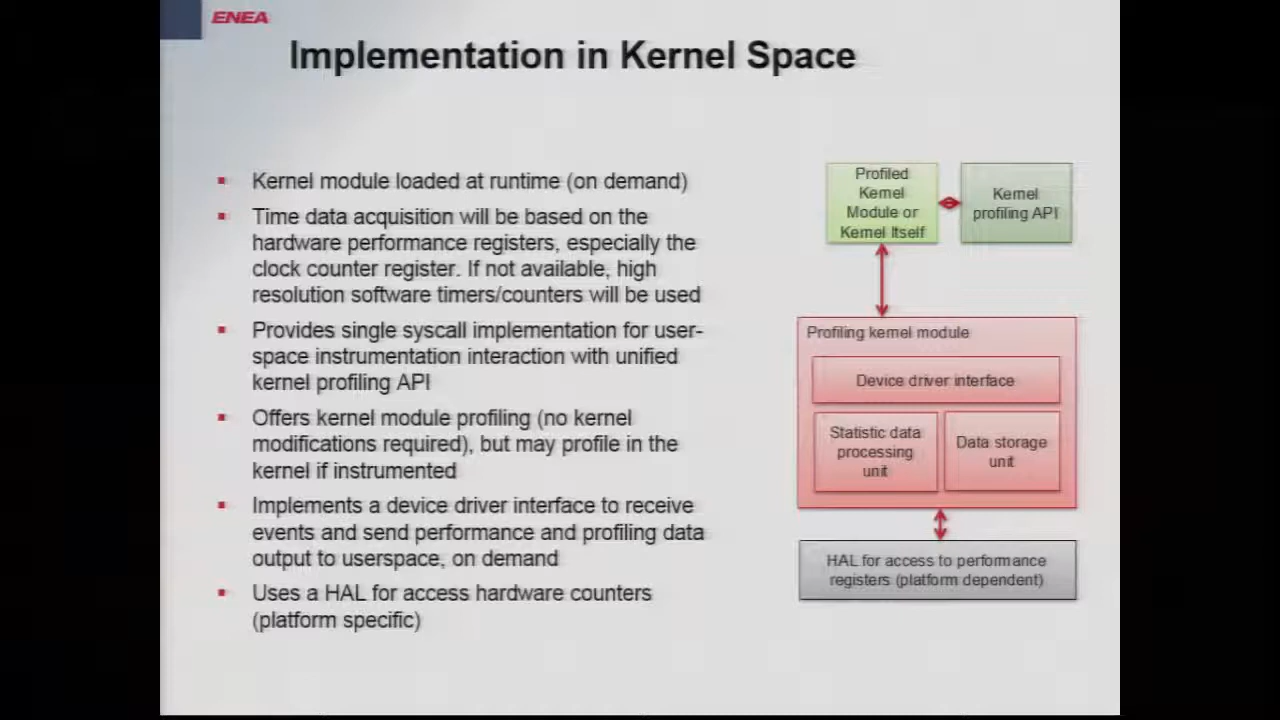 ENEA
Implementation in Kernel Space
Kernel module loaded at runtime (on demand)
Time data acquisition will be based on the
hardware performance registers, especially the
clock counter register. If not available, high
resolution software timers/counters will be used
Provides single syscall implementation for user-
space instrumentation interaction with unified
kernel profiling API
Offers kernel module profiling (no kernel
modifications required), but may profile in the
kernel if instrumented
Implements a device driver interface to receive
events and send performance and profiling data
output to userspace, on demand
Uses a HAL for access hardware counters
(platform specific)
Profiled
Kernel
Module or
Kernel Itself
Kernel
profiling API
Profiling kernel module
Device driver interface
Statistic data
processing
unit
Data storage
unit
HAL for access to performance
registers (platform dependent)